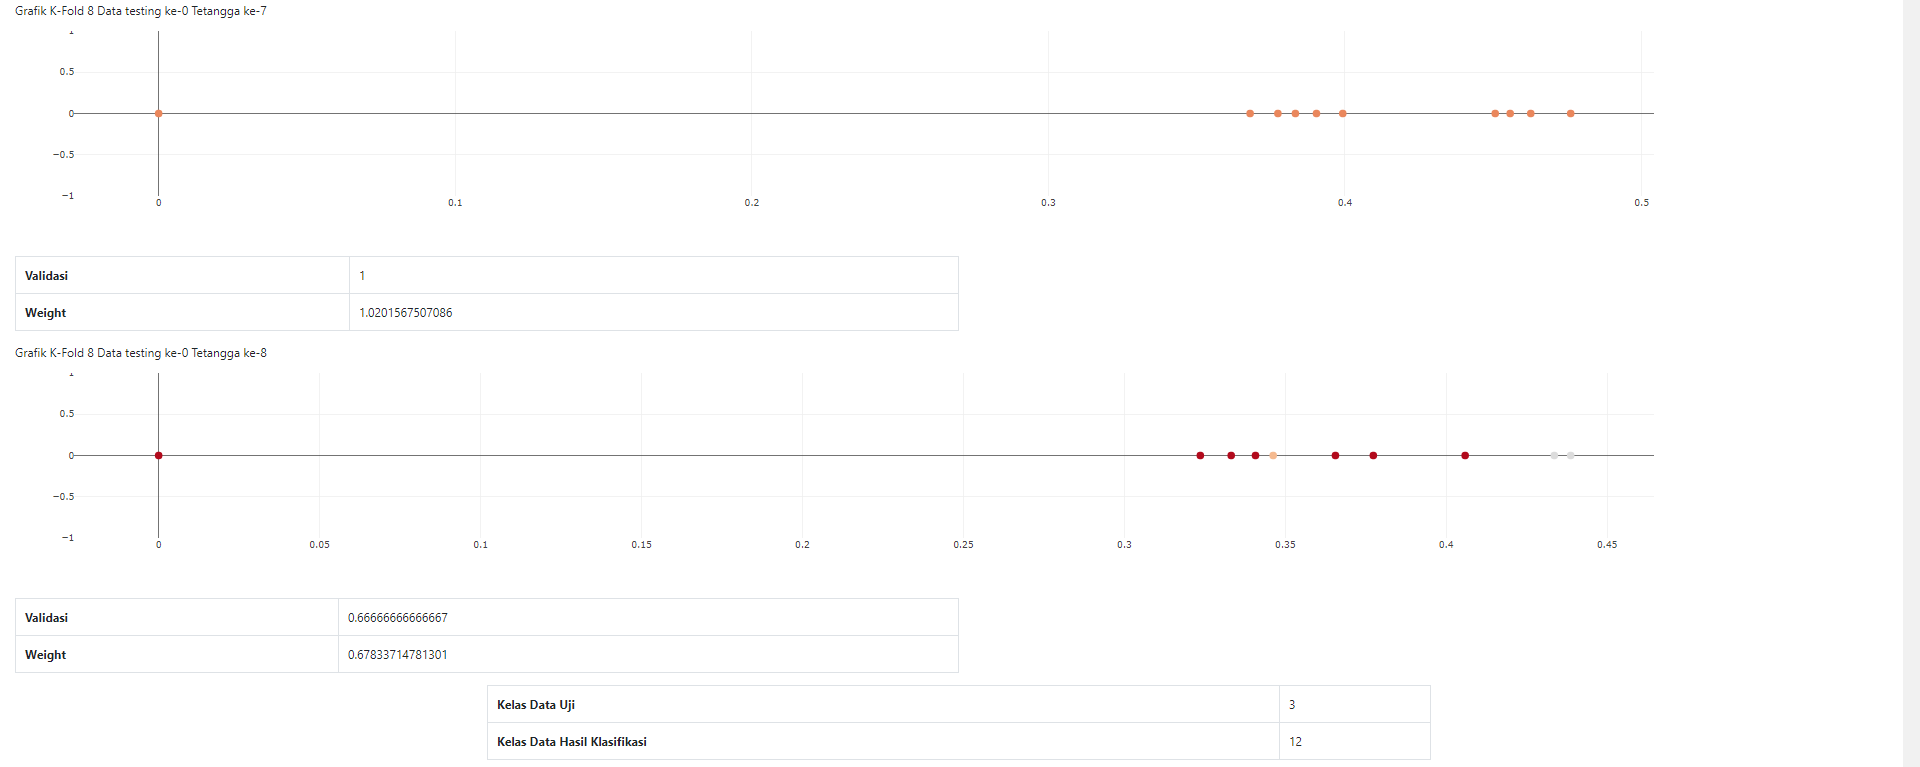 Grafik K-Fold 8 Data testing ke-0 Tetangga ke-7
1
0.5
0
−0.5
−1
0 0.1 0.2 0.3 0.4 0.5
Validasi 1
Weight 1.0201567507086
Grafik K-Fold 8 Data testing ke-0 Tetangga ke-8
1
0.5
0
−0.5
−1
0 0.05 0.1 0.15 0.2 0.25 0.3 0.35 0.4 0.45
Validasi 0.66666666666667
Weight 0.67833714781301
Kelas Data Uji 3
Kelas Data Hasil Klasifikasi 12